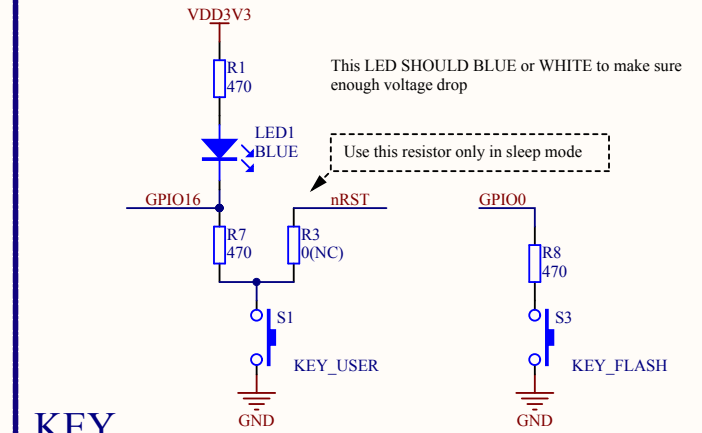 VDD3V3
R1
470
This LED SHOULD BLUE or WHITE to make sure
enough voltage drop
LED1
BLUE
Use this resistor only in sleep mode
GPIO16
nRST
GPIO0
R7
470
R3
0(NC)
R8
470
S1
KEY_USER
S3
KEY_FLASH
GND
GND
KEY